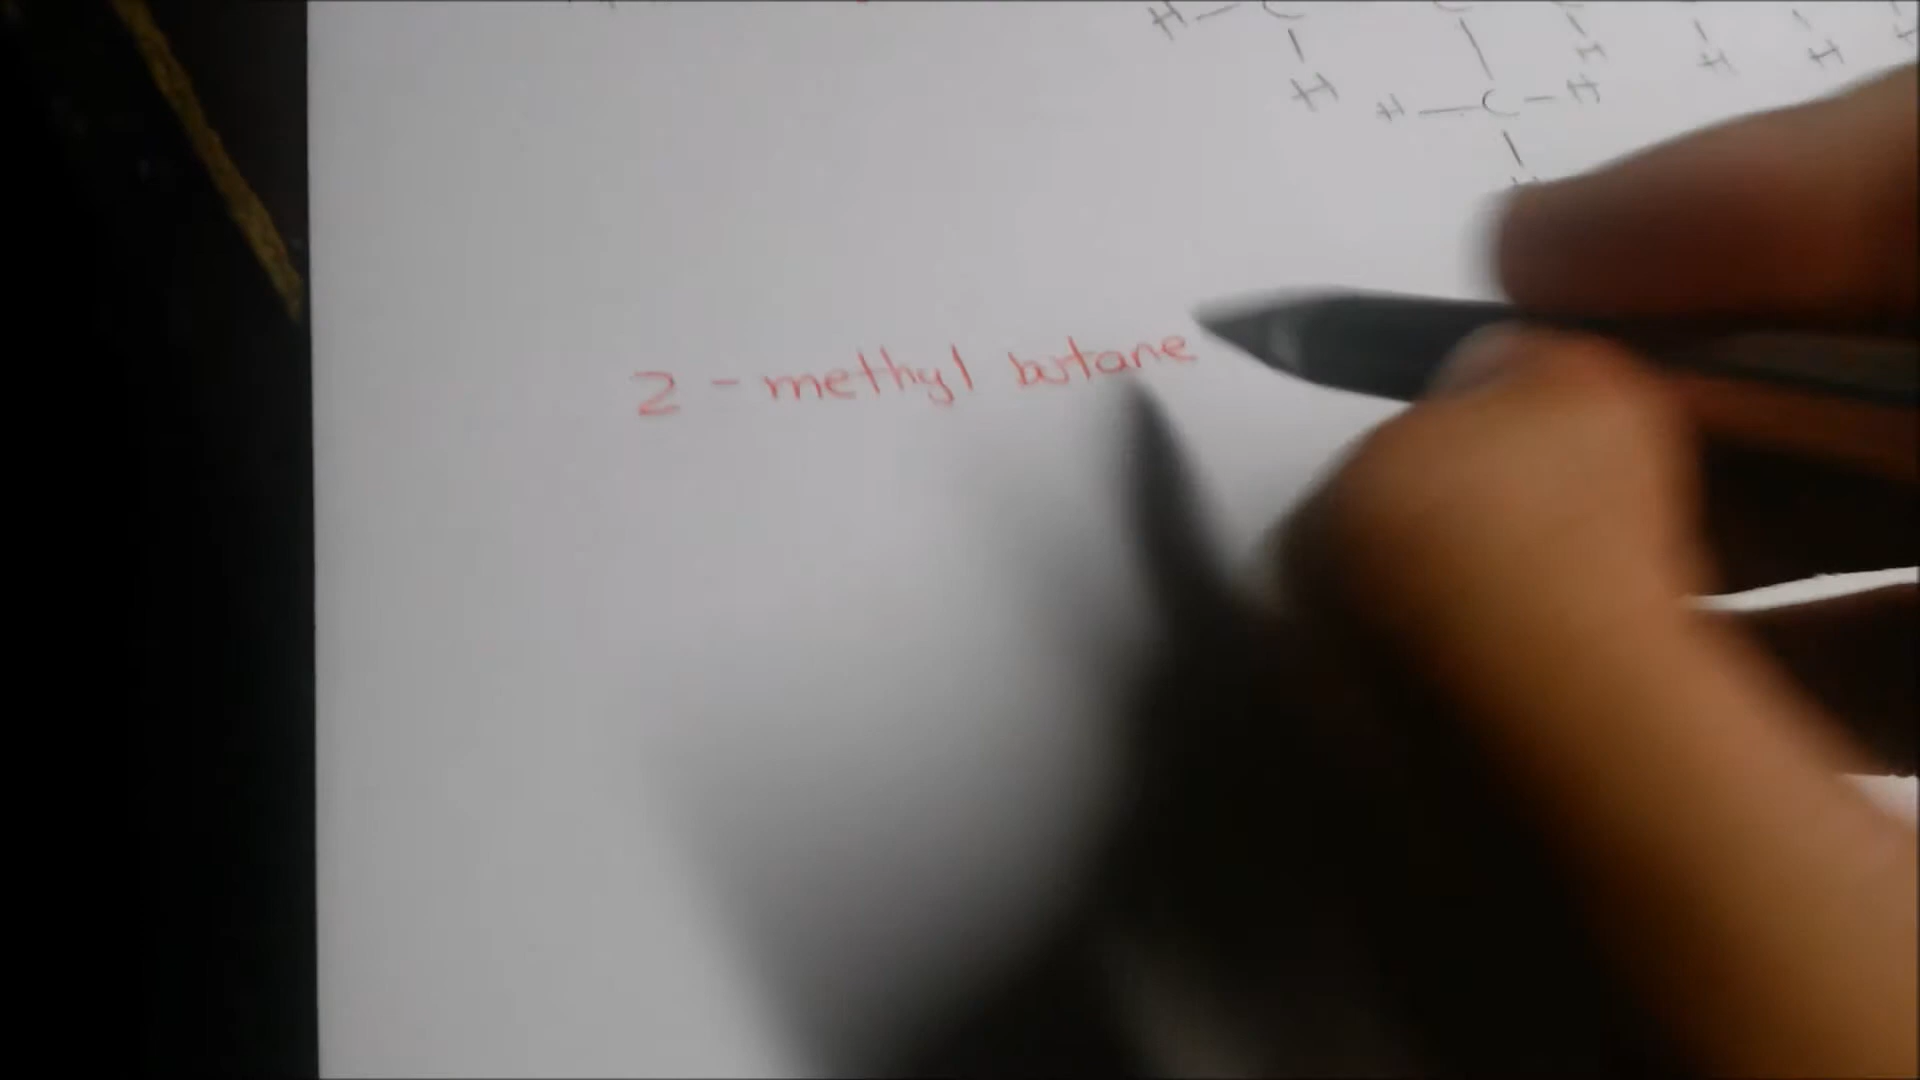 H — C
H
H
H
H
H
H — C — H
2 - methyl butane